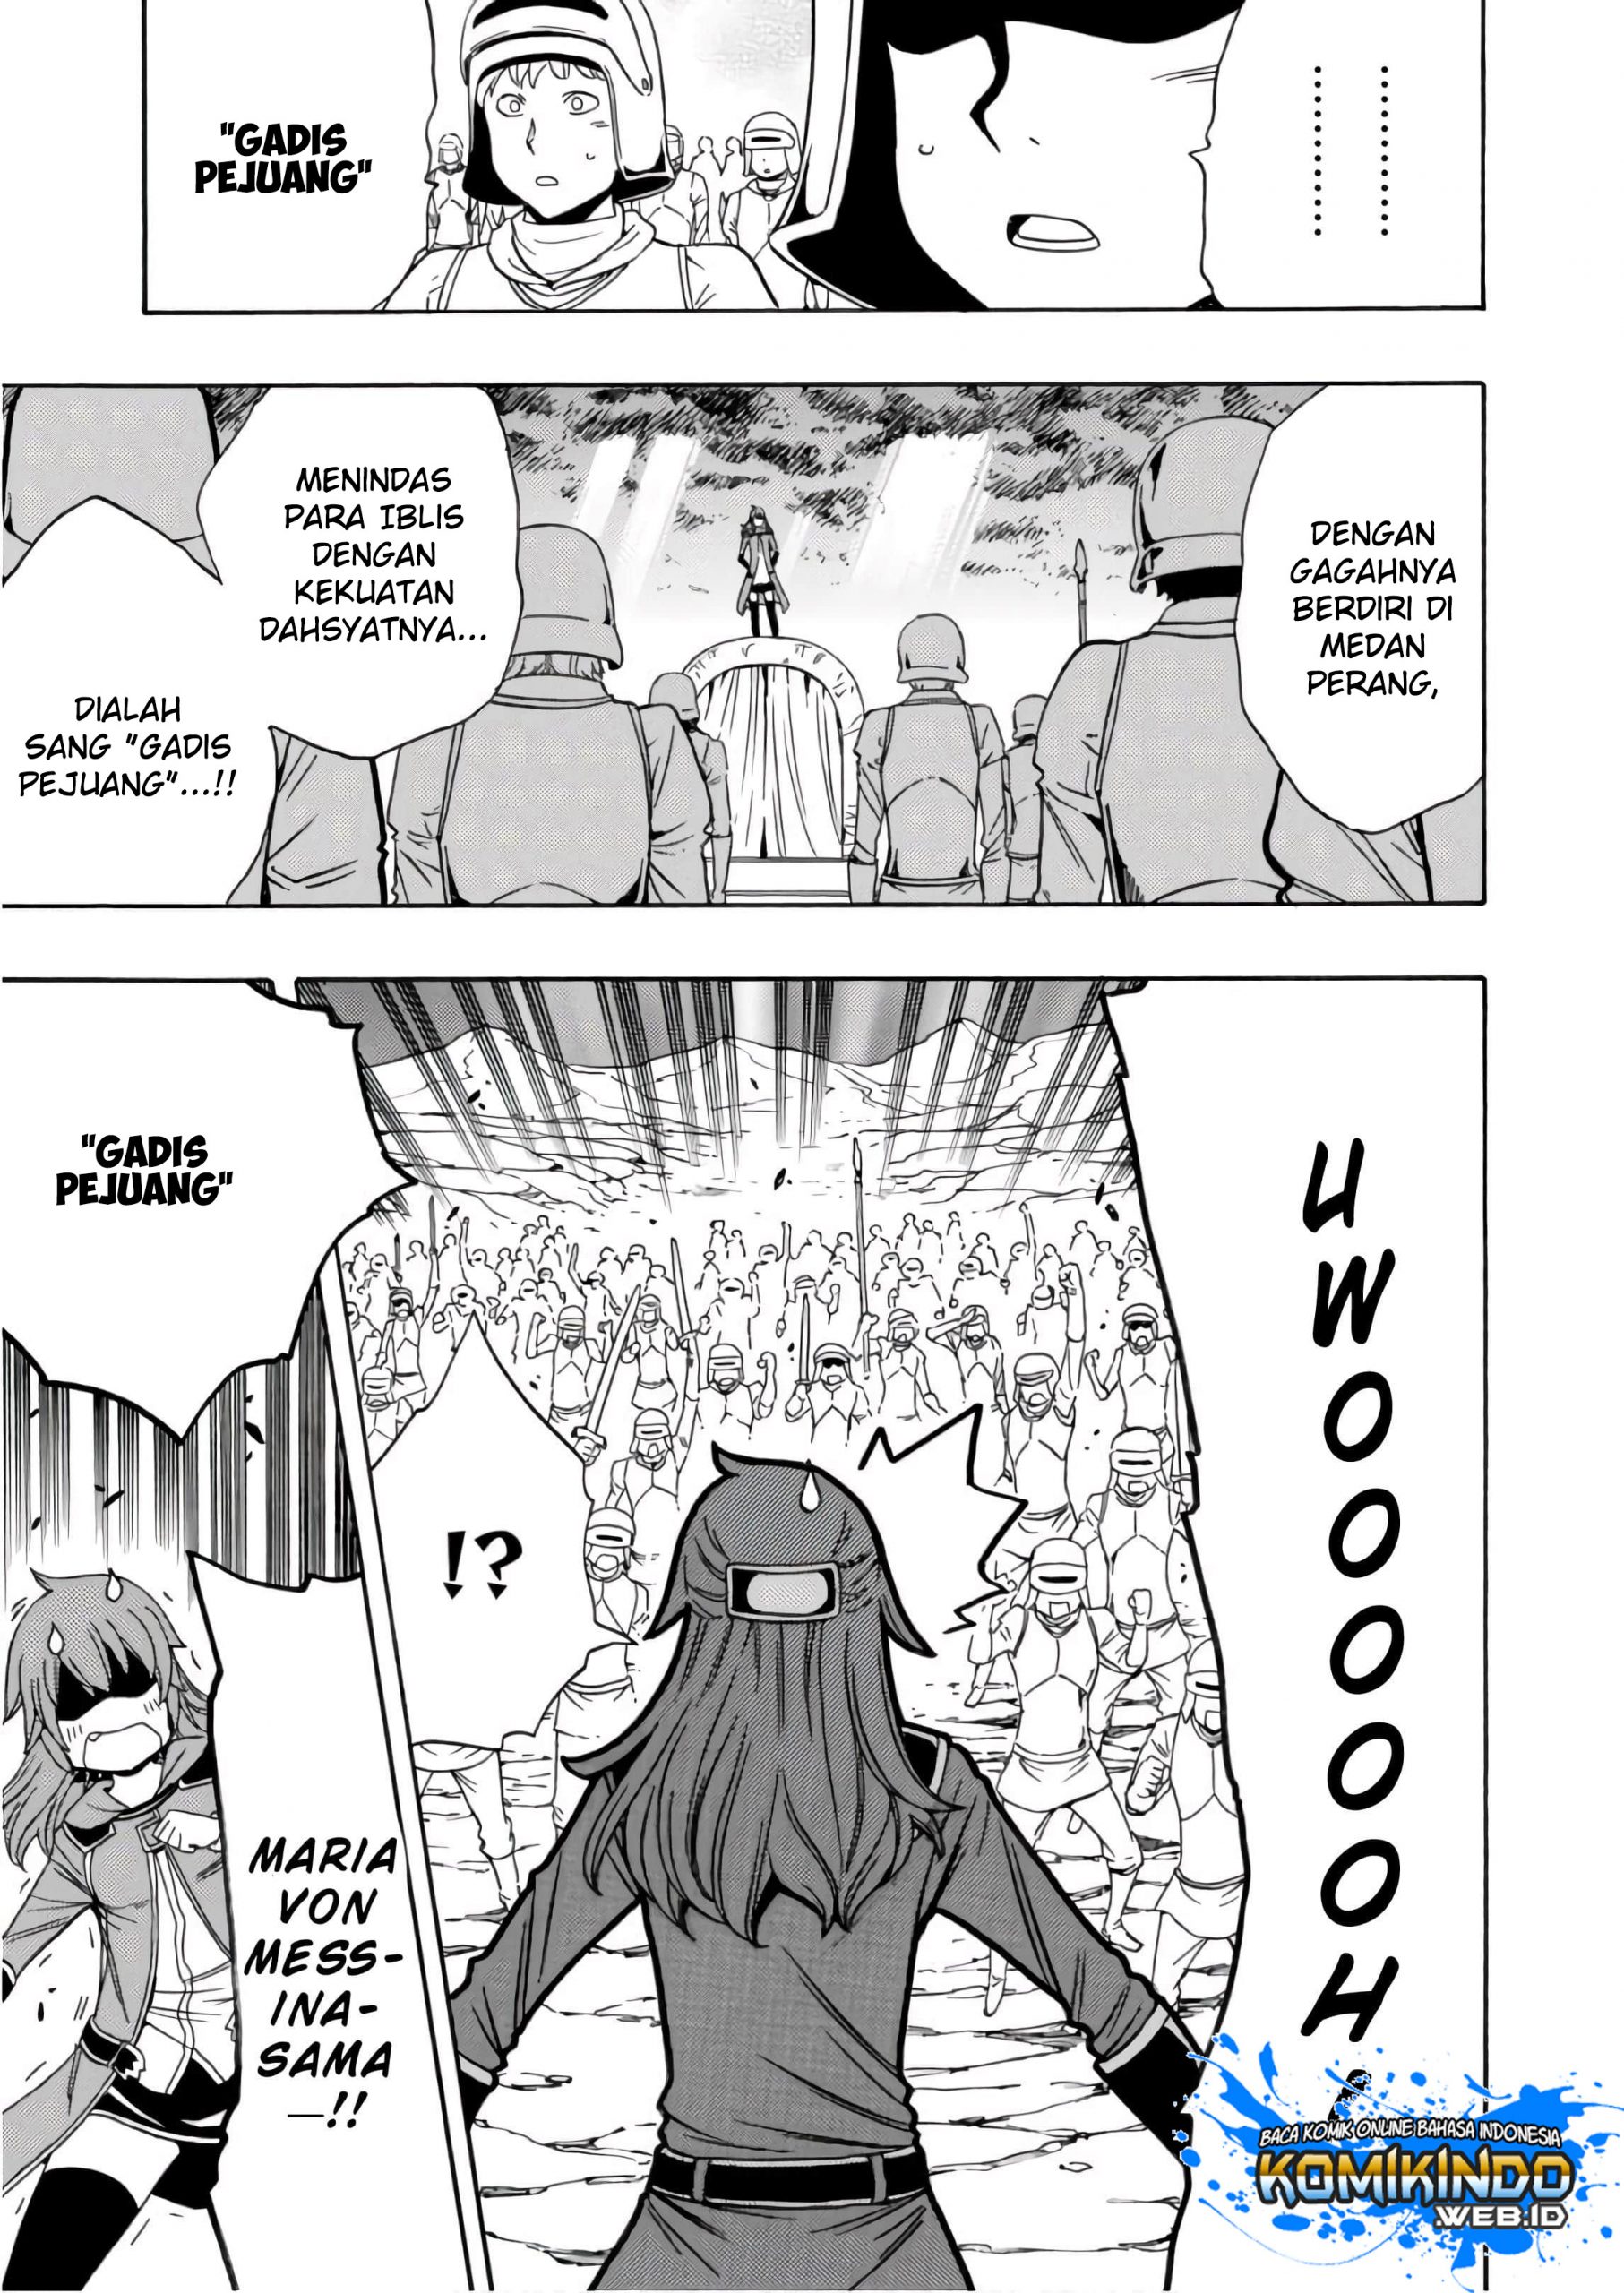 "GADIS
PEJUANG"
DENGAN
GAGAHNYA
BERDIRI DI
MEDAN
PERANG,
MENINDAS
PARA IBLIS
DENGAN
KEKUATAN
DAHSYATNYA...
DIALAH
SANG "GADIS
PEJUANG"...!!
UWOOOOOOH
"GADIS
PEJUANG"
!?
MARIA
VON
MESS-
INA-
SAMA
—!!
BACA KOMIK ONLINE BAHASA INDONESIA
KOMIKINDO
.WEB.ID